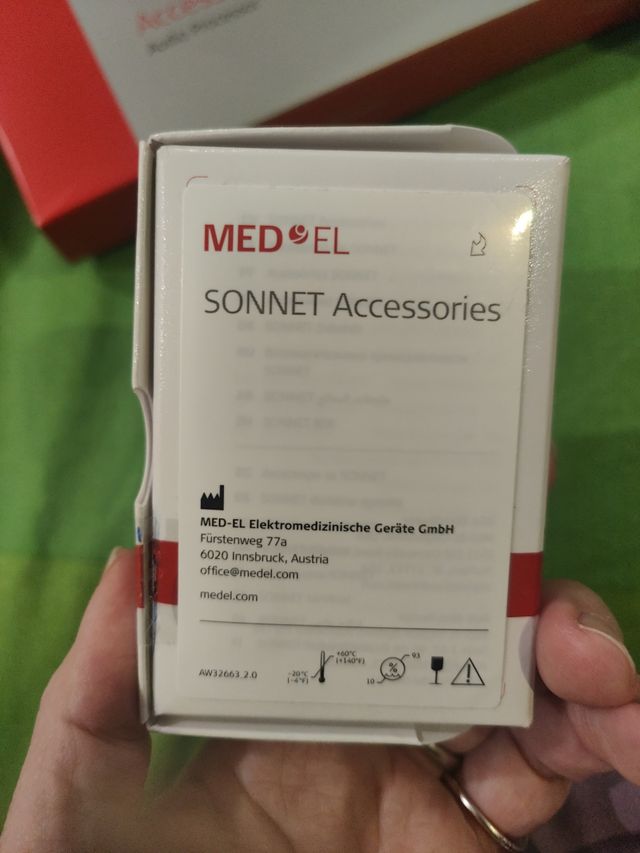 MED EL
SONNET Accessories
MED-EL Elektromedizinische Geräte GmbH
Fürstenweg 77a
6020 Innsbruck, Austria
office@medel.com
medel.com
AW32663_2.0
-20°C
(-4°F)
+60°C
(+140°F)
10
%
93